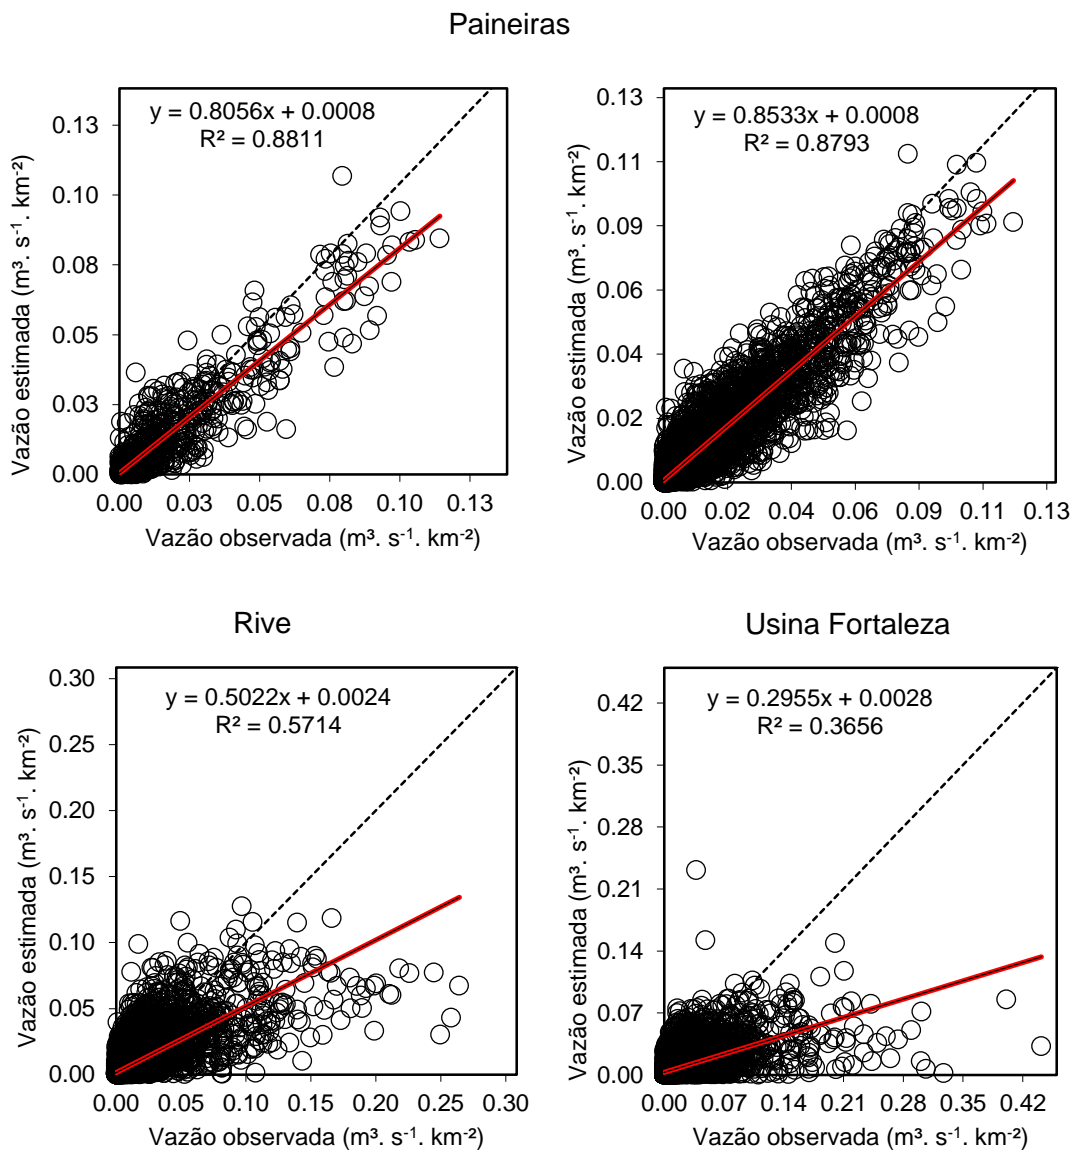 Paineiras
y = 0.8056x + 0.0008
R² = 0.8811
0.13
0.10
0.08
0.05
0.03
0.00
0.00 0.03 0.05 0.08 0.10 0.13
Vazão estimada (m³. s⁻¹. km⁻²)
Vazão observada (m³. s⁻¹. km⁻²)
y = 0.8533x + 0.0008
R² = 0.8793
0.13
0.11
0.09
0.06
0.04
0.02
0.00
0.00 0.02 0.04 0.06 0.09 0.11 0.13
Vazão estimada (m³. s⁻¹. km⁻²)
Vazão observada (m³. s⁻¹. km⁻²)
Rive
y = 0.5022x + 0.0024
R² = 0.5714
0.30
0.25
0.20
0.15
0.10
0.05
0.00
0.00 0.05 0.10 0.15 0.20 0.25 0.30
Vazão estimada (m³. s⁻¹. km⁻²)
Vazão observada (m³. s⁻¹. km⁻²)
Usina Fortaleza
y = 0.2955x + 0.0028
R² = 0.3656
0.42
0.35
0.28
0.21
0.14
0.07
0.00
0.00 0.07 0.14 0.21 0.28 0.35 0.42
Vazão estimada (m³. s⁻¹. km⁻²)
Vazão observada (m³. s⁻¹. km⁻²)